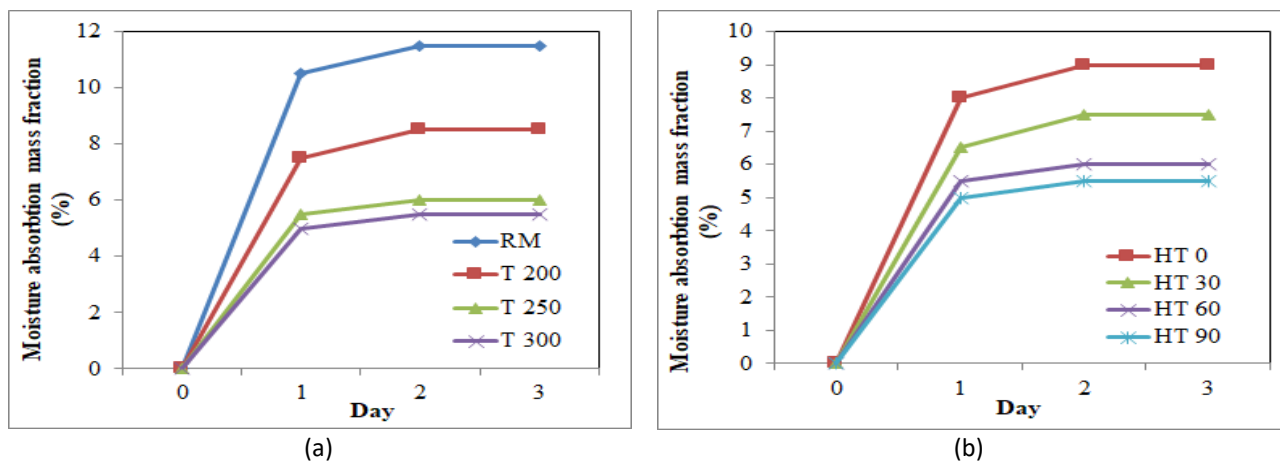 Moisture absorbtion mass fraction
(%)
12
10
8
6
4
2
0
RM
T 200
T 250
T 300
0 1 2 3
Day
(a)
Moisture absorbtion mass fraction
(%)
10
9
8
7
6
5
4
3
2
1
0
HT 0
HT 30
HT 60
HT 90
0 1 2 3
Day
(b)